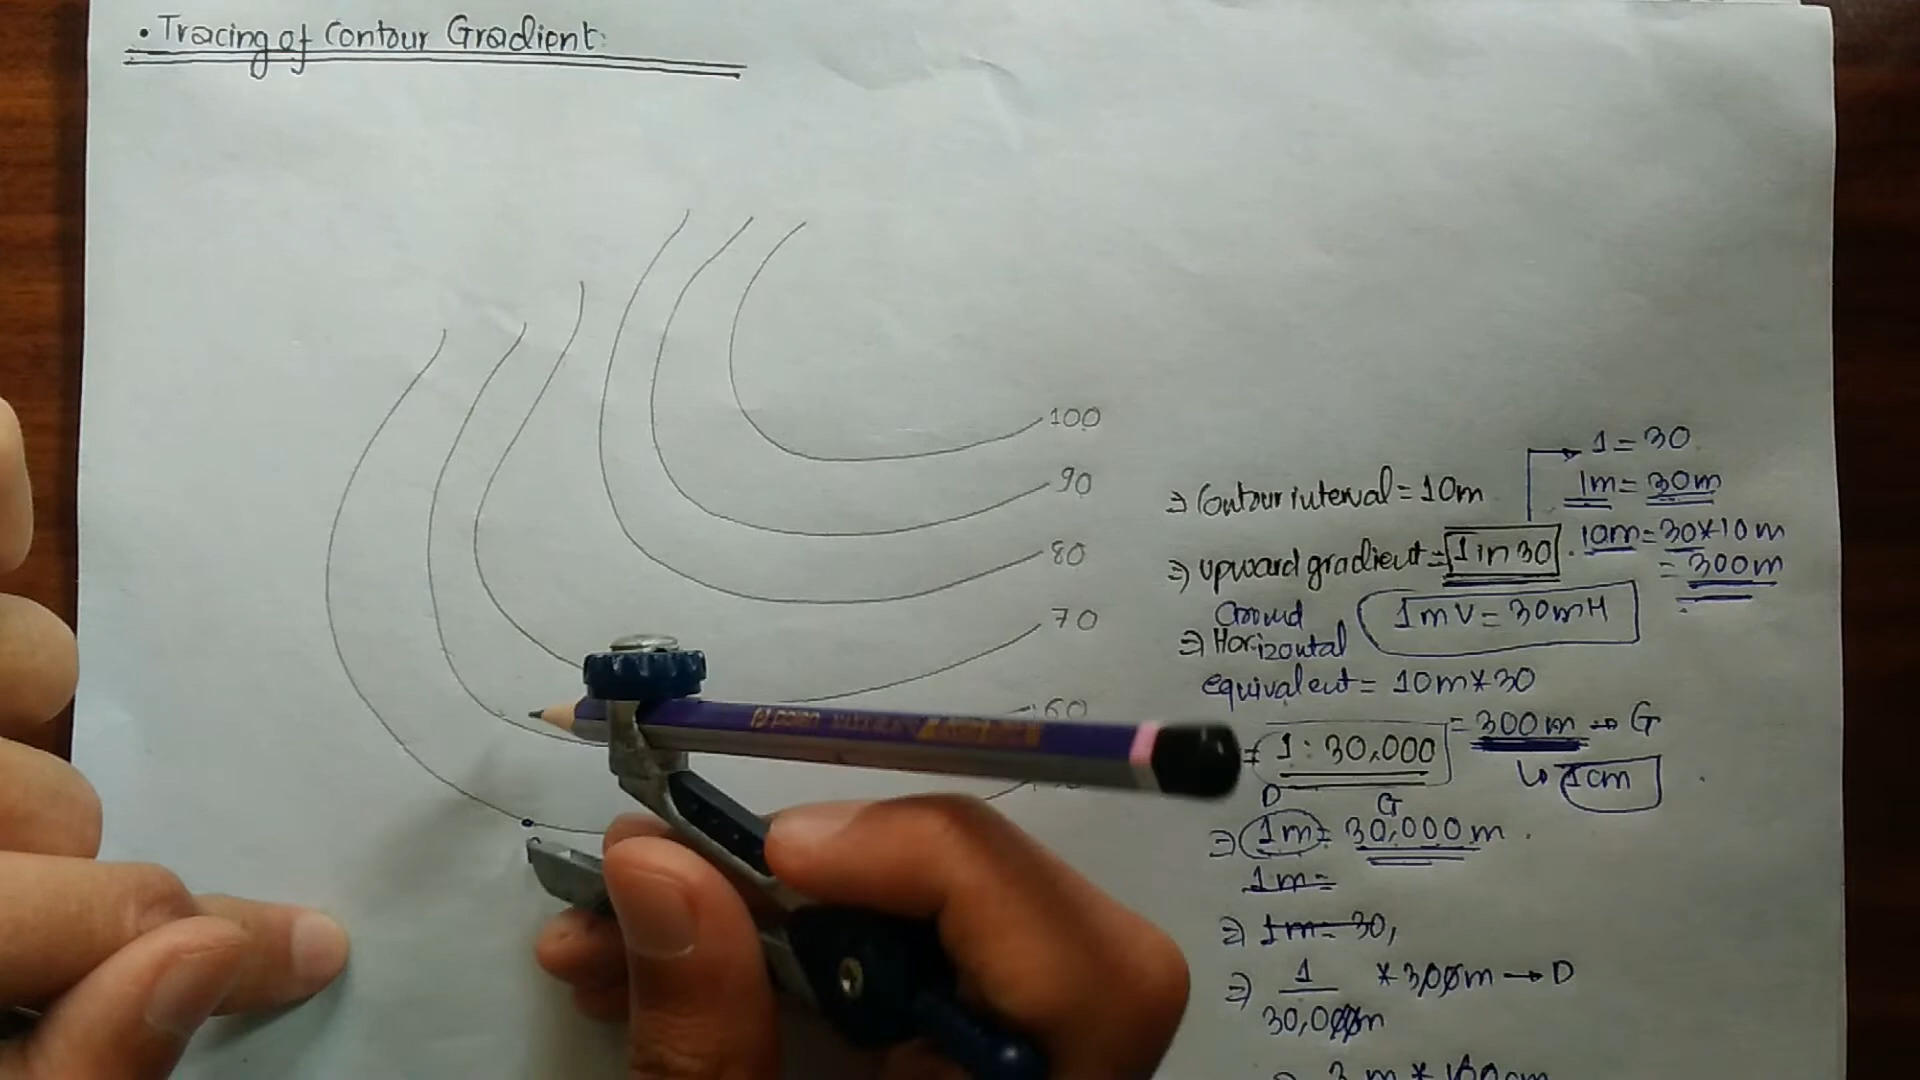 • Tracing of Contour Gradient:
100
90
80
70
60
⇒ Contour interval = 10m
1 = 30
1m = 30m
⇒ upward gradient = 1 in 30 .
10m = 30*10m
= 300m
1mV = 30mH
Ground
⇒ Horizontal
equivalent = 10m*30
= 300m → G
↳ 1cm
= 1 : 30,000
D G
⇒ 1m = 30,000m .
1m =
⇒ 1m = 30,
⇒ 1 *300m → D
30,000m